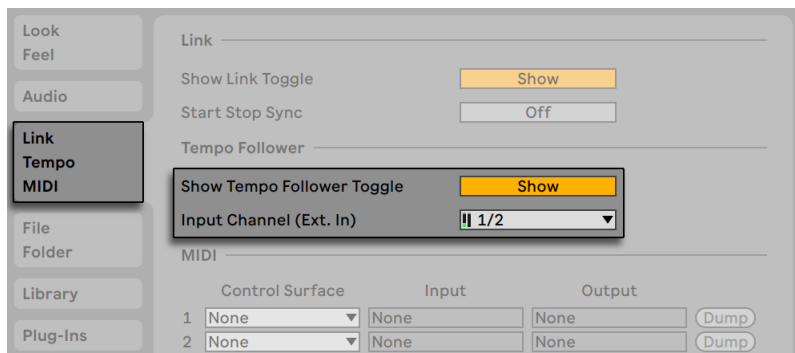 Look
Feel
Audio
Link
Tempo
MIDI
File
Folder
Library
Plug-Ins
Link
Show Link Toggle Show
Start Stop Sync Off
Tempo Follower
Show Tempo Follower Toggle Show
Input Channel (Ext. In) 1/2
MIDI
Control Surface Input Output
1 None None None Dump
2 None None None Dump